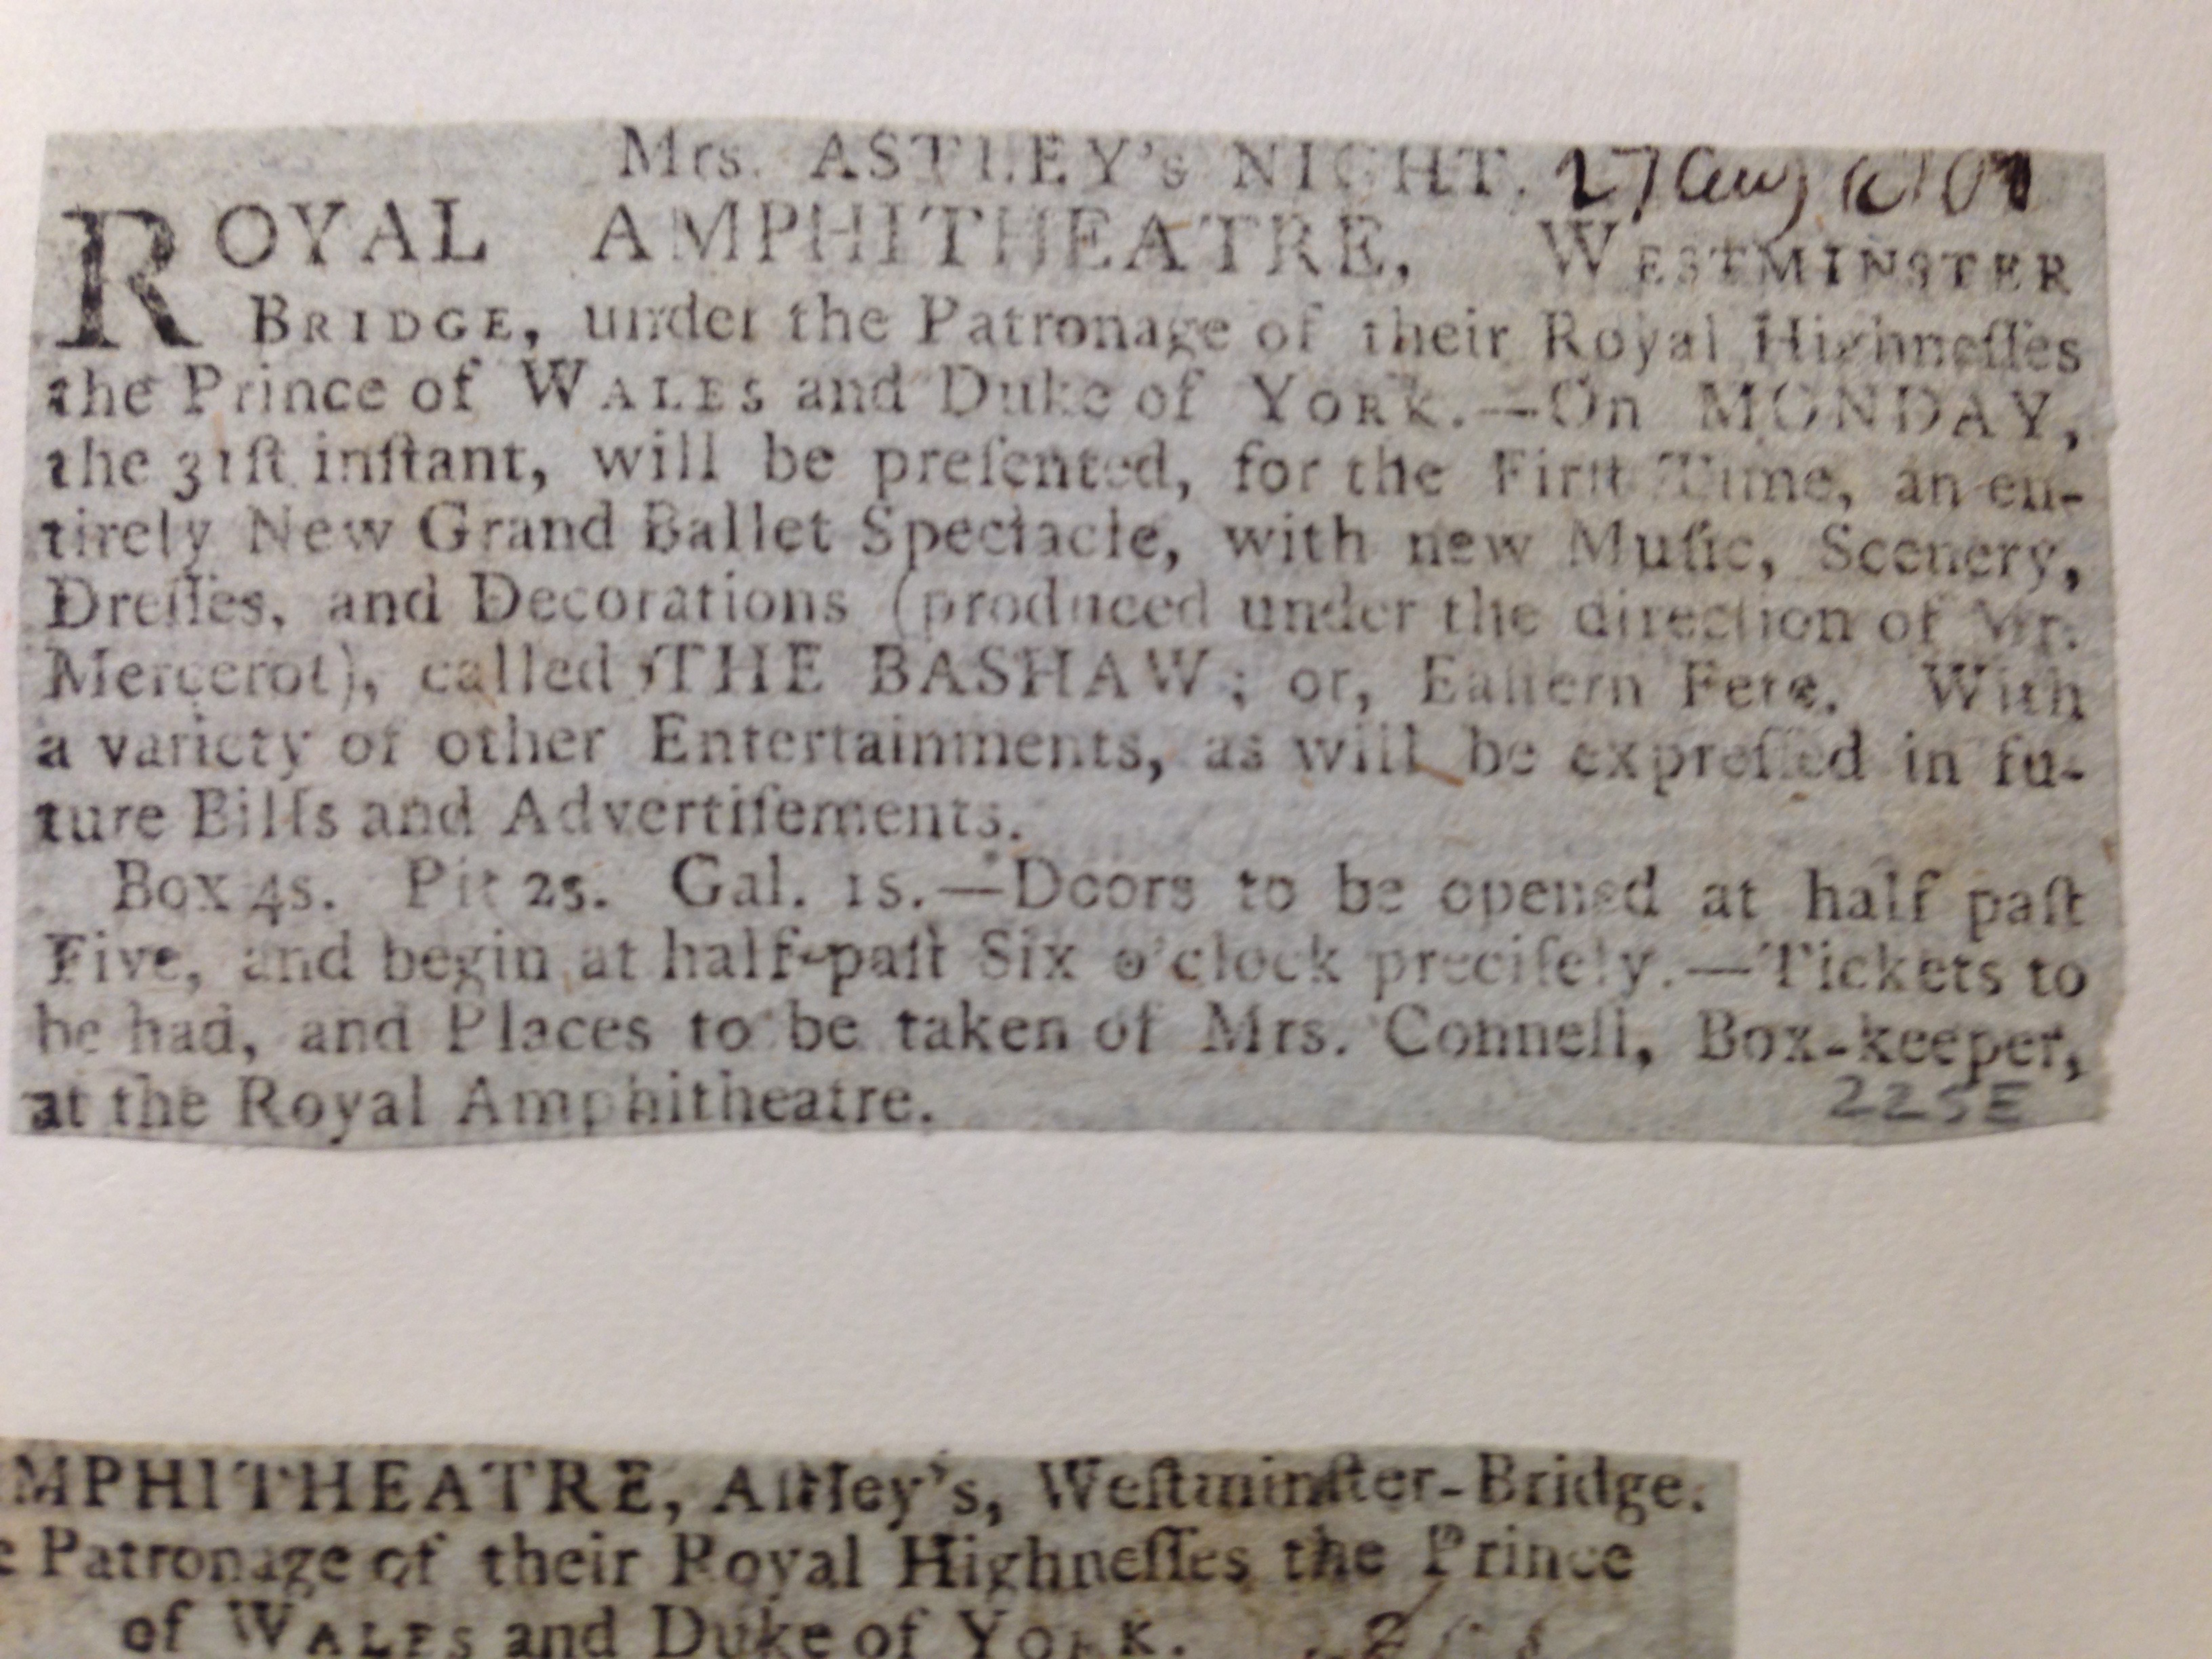 Mrs. ASTLEY's NIGHT. 27 Aug
ROYAL AMPHITHEATRE, WESTMINSTER
BRIDGE, under the Patronage of their Royal Highneſſes
the Prince of WALES and Duke of YORK.—On MONDAY,
the 31ſt inſtant, will be preſented, for the Firſt Time, an en-
tirely New Grand Ballet Spectacle, with new Muſic, Scenery,
Dreſſes, and Decorations (produced under the direction of Mr.
Mercerot), called THE BASHAW; or, Eaſtern Fete. With
a variety of other Entertainments, as will be expreſſed in fu-
ture Bills and Advertiſements.
Box 4s. Pit 2s. Gal. 1s.—Doors to be opened at half paſt
Five, and begin at half-paſt Six o'clock preciſely.—Tickets to
be had, and Places to be taken of Mrs. Connell, Box-keeper,
at the Royal Amphitheatre.
225E
MPHITHEATRE, Aſtley's, Weſtminſter-Bridge.
e Patronage of their Royal Highneſſes the Prince
of WALES and Duke of YORK.